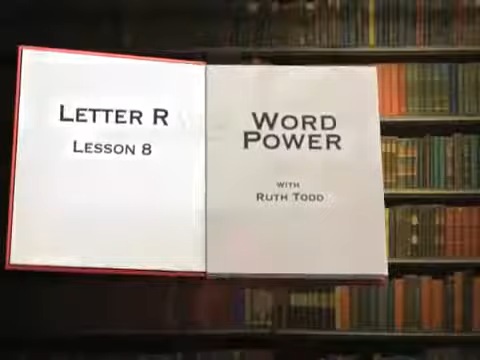 LETTER R
LESSON 8
WORD
POWER
WITH
RUTH TODD